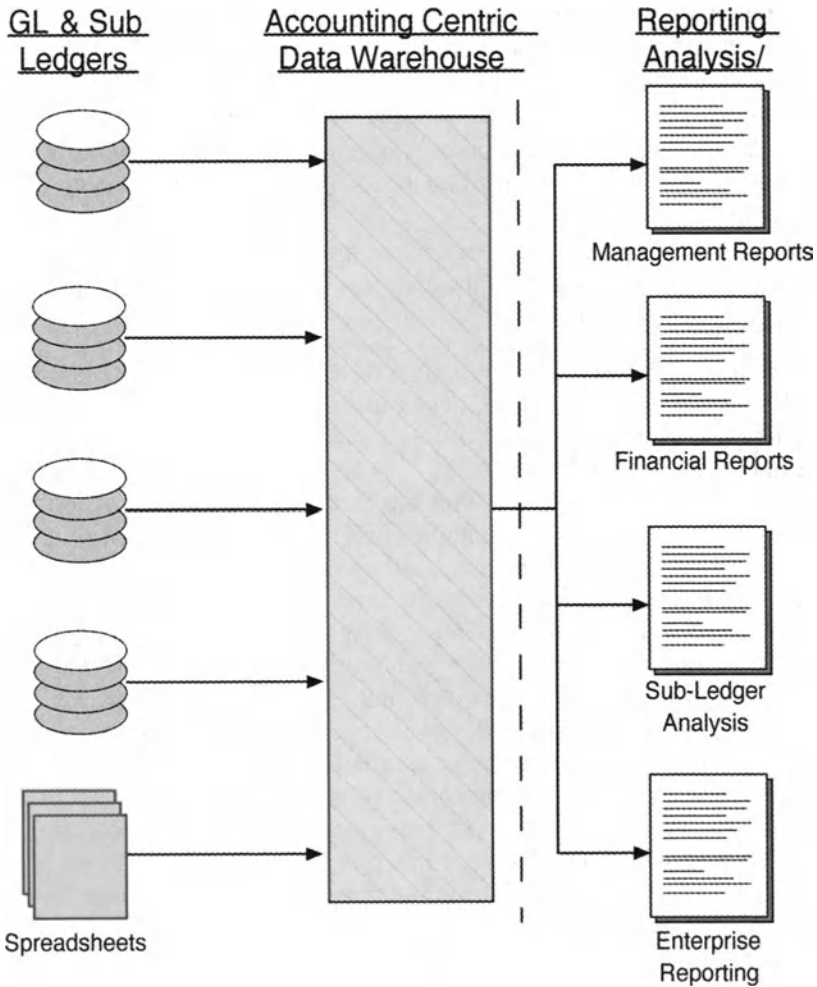 GL & Sub
Ledgers
Accounting Centric
Data Warehouse
Reporting
Analysis/
Management Reports
Financial Reports
Sub-Ledger
Analysis
Spreadsheets
Enterprise
Reporting